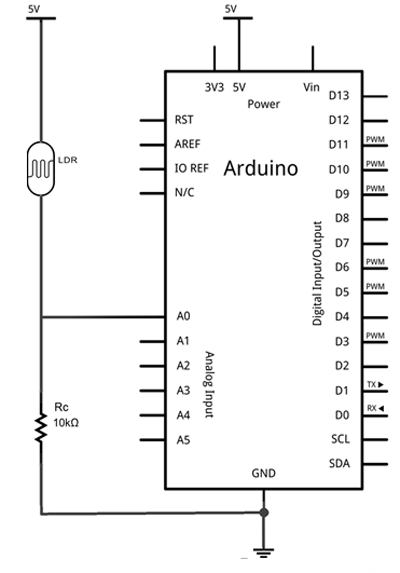 5V
5V
3V3 5V Vin
Power
LDR
RST
AREF
IO REF
N/C
Arduino
A0
A1
A2
A3
A4
A5
Analog Input
Rc
10kΩ
D13
D12
D11 PWM
D10 PWM
D9 PWM
D8
D7
D6 PWM
D5 PWM
D4
D3 PWM
D2
D1 TX ▶
D0 RX ◀
SCL
SDA
Digital Input/Output
GND